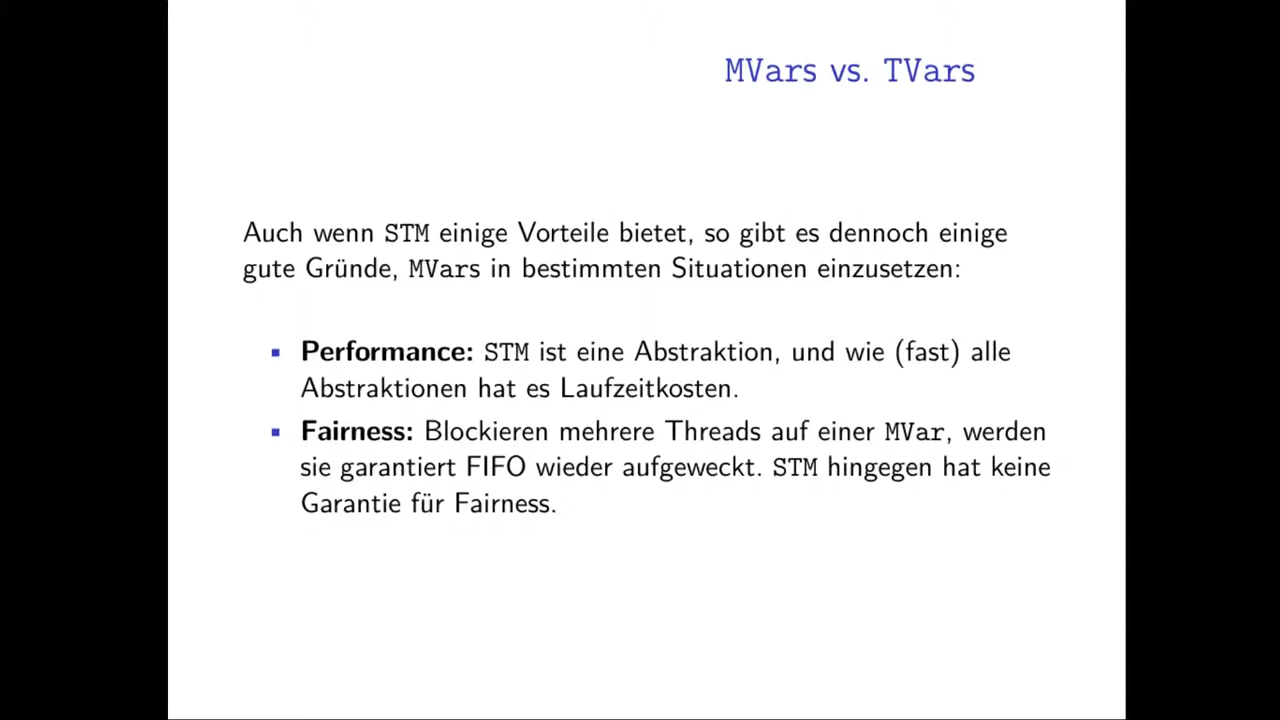 MVars vs. TVars
Auch wenn STM einige Vorteile bietet, so gibt es dennoch einige
gute Gründe, MVars in bestimmten Situationen einzusetzen:
▪ Performance: STM ist eine Abstraktion, und wie (fast) alle
Abstraktionen hat es Laufzeitkosten.
▪ Fairness: Blockieren mehrere Threads auf einer MVar, werden
sie garantiert FIFO wieder aufgeweckt. STM hingegen hat keine
Garantie für Fairness.